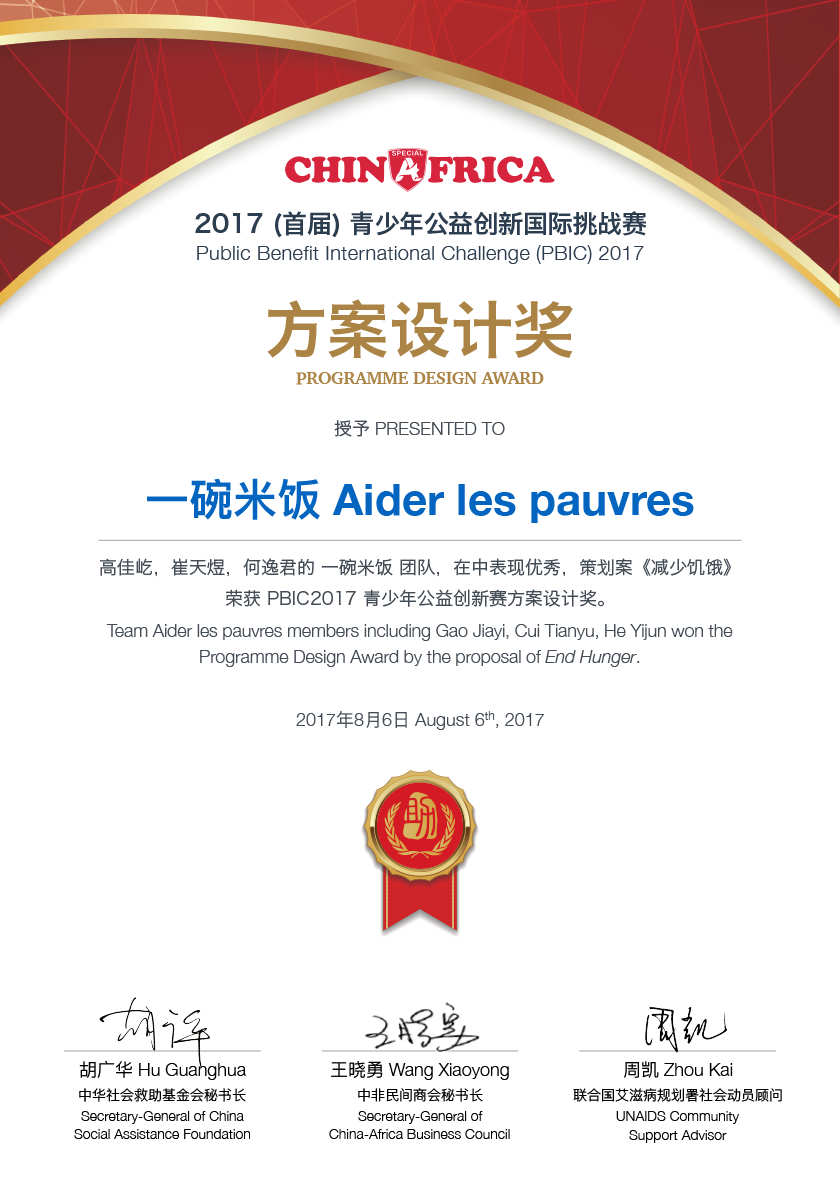 SPECIAL
CHINAFRICA
2017 (首届) 青少年公益创新国际挑战赛
Public Benefit International Challenge (PBIC) 2017
方案设计奖
PROGRAMME DESIGN AWARD
授予 PRESENTED TO
一碗米饭 Aider les pauvres
高佳屹，崔天煜，何逸君的 一碗米饭 团队，在中表现优秀，策划案《减少饥饿》
荣获 PBIC2017 青少年公益创新赛方案设计奖。
Team Aider les pauvres members including Gao Jiayi, Cui Tianyu, He Yijun won the
Programme Design Award by the proposal of End Hunger.
2017年8月6日 August 6th, 2017
胡广华 Hu Guanghua
中华社会救助基金会秘书长
Secretary-General of China
Social Assistance Foundation
王晓勇 Wang Xiaoyong
中非民间商会秘书长
Secretary-General of
China-Africa Business Council
周凯
周凯 Zhou Kai
联合国艾滋病规划署社会动员顾问
UNAIDS Community
Support Advisor